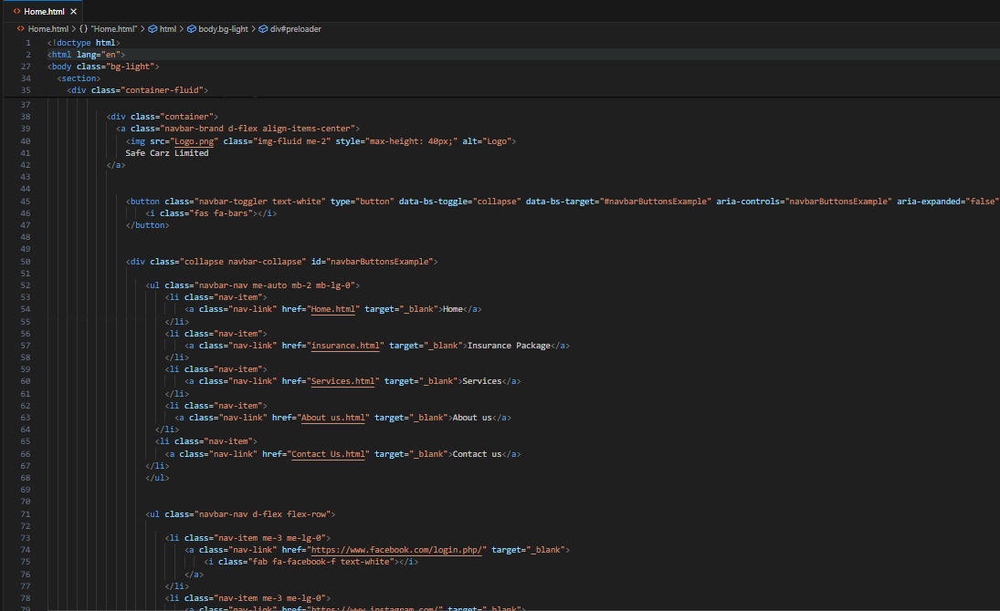 Home.html
Home.html > {} "Home.html" > html > body.bg-light > div#preloader
1 <!doctype html>
2 <html lang="en">
27 <body class="bg-light">
34 <section>
35 <div class="container-fluid">
37
38 <div class="container">
39 <a class="navbar-brand d-flex align-items-center">
40 <img src="Logo.png" class="img-fluid me-2" style="max-height: 40px;" alt="Logo">
41 Safe Carz Limited
42 </a>
43
44
45 <button class="navbar-toggler text-white" type="button" data-bs-toggle="collapse" data-bs-target="#navbarButtonsExample" aria-controls="navbarButtonsExample" aria-expanded="false"
46 <i class="fas fa-bars"></i>
47 </button>
48
49
50 <div class="collapse navbar-collapse" id="navbarButtonsExample">
51
52 <ul class="navbar-nav me-auto mb-2 mb-lg-0">
53 <li class="nav-item">
54 <a class="nav-link" href="Home.html" target="_blank">Home</a>
55 </li>
56 <li class="nav-item">
57 <a class="nav-link" href="insurance.html" target="_blank">Insurance Package</a>
58 </li>
59 <li class="nav-item">
60 <a class="nav-link" href="Services.html" target="_blank">Services</a>
61 </li>
62 <li class="nav-item">
63 <a class="nav-link" href="About us.html" target="_blank">About us</a>
64 </li>
65 <li class="nav-item">
66 <a class="nav-link" href="Contact Us.html" target="_blank">Contact us</a>
67 </li>
68 </ul>
69
70
71 <ul class="navbar-nav d-flex flex-row">
72
73 <li class="nav-item me-3 me-lg-0">
74 <a class="nav-link" href="https://www.facebook.com/login.php/" target="_blank">
75 <i class="fab fa-facebook-f text-white"></i>
76 </a>
77 </li>
78 <li class="nav-item me-3 me-lg-0">
79 <a class="nav-link" href="https://www.instagram.com/" target="_blank">